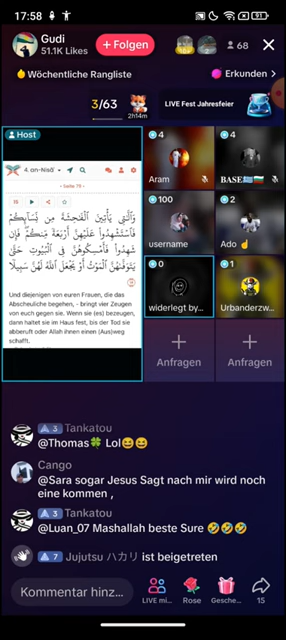 17:58
91
Gudi
51.1K Likes
+ Folgen
68
Wöchentliche Rangliste
Erkunden >
3/63
2h14m
LIVE Fest Jahresfeier
Host
4. an-Nisāʾ
- Seite 78 -
15
وَٱلَّٰتِي يَأۡتِينَ ٱلۡفَٰحِشَةَ مِن نِّسَآئِكُمۡ
فَٱسۡتَشۡهِدُواْ عَلَيۡهِنَّ أَرۡبَعَةٗ مِّنكُمۡۖ فَإِن
شَهِدُواْ فَأَمۡسِكُوهُنَّ فِي ٱلۡبُيُوتِ حَتَّىٰ
يَتَوَفَّىٰهُنَّ ٱلۡمَوۡتُ أَوۡ يَجۡعَلَ ٱللَّهُ لَهُنَّ سَبِيلٗا
Und diejenigen von euren Frauen, die das
Abscheuliche begehen, - bringt vier Zeugen
von euch gegen sie. Wenn sie (es) bezeugen,
dann haltet sie im Haus fest, bis der Tod sie
abberuft oder Allah ihnen einen (Aus)weg
schafft.
4
Aram
4
BASE
100
username
2
Ado
0
widerlegt by...
1
Urbanderzw...
+
Anfragen
+
Anfragen
3 Tankatou
@Thomas🍀 Lol😂😂
Cango
@Sara sogar Jesus Sagt nach mir wird noch
eine kommen ,
3 Tankatou
@Luan_07 Mashallah beste Sure 🤣🤣🤣
7 Jujutsu ハカリ ist beigetreten
Kommentar hinz...
LIVE mi...
Rose
Gesche...
15